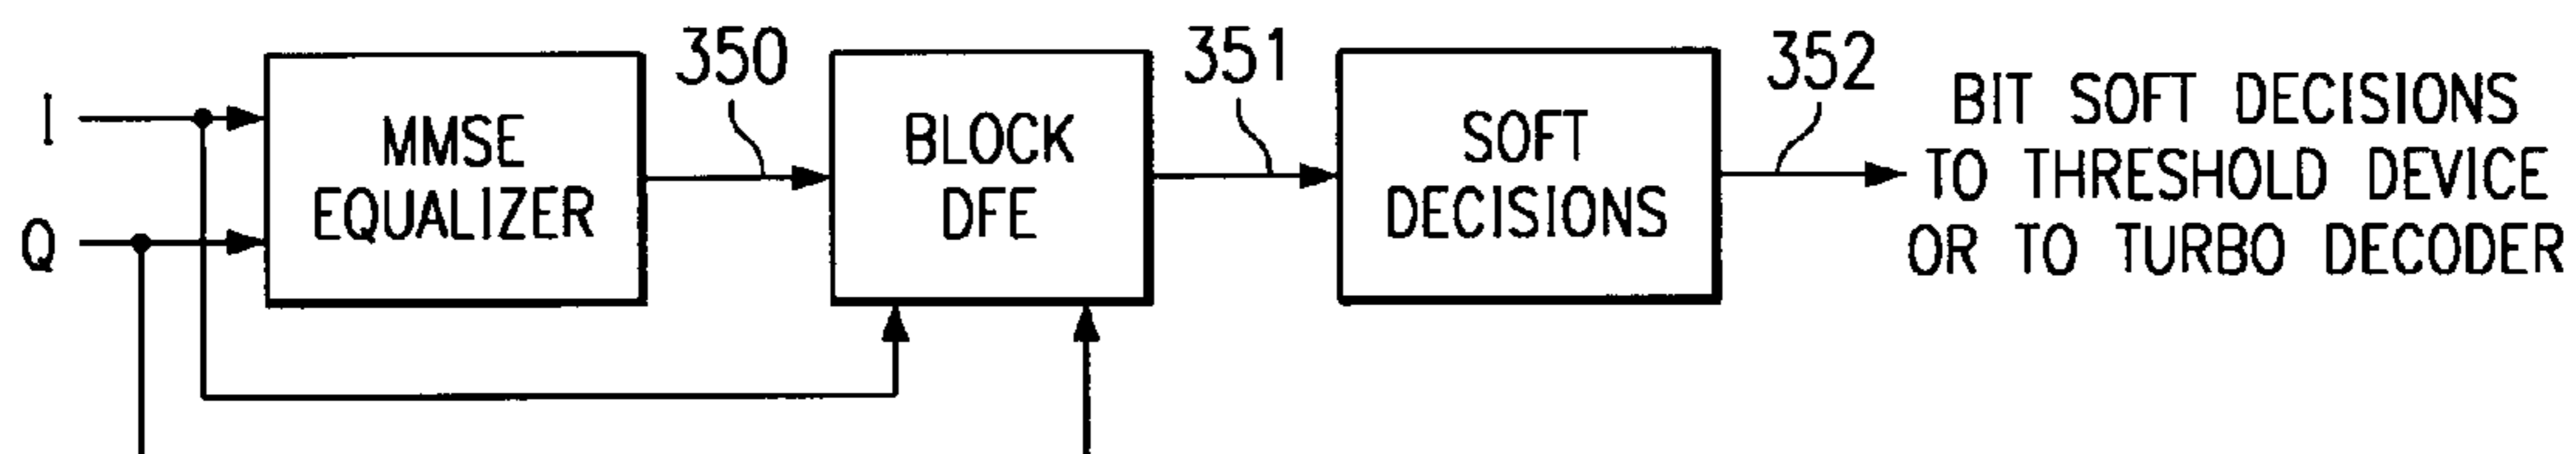 I
Q
MMSE
EQUALIZER
350
BLOCK
DFE
351
SOFT
DECISIONS
352
BIT SOFT DECISIONS
TO THRESHOLD DEVICE
OR TO TURBO DECODER